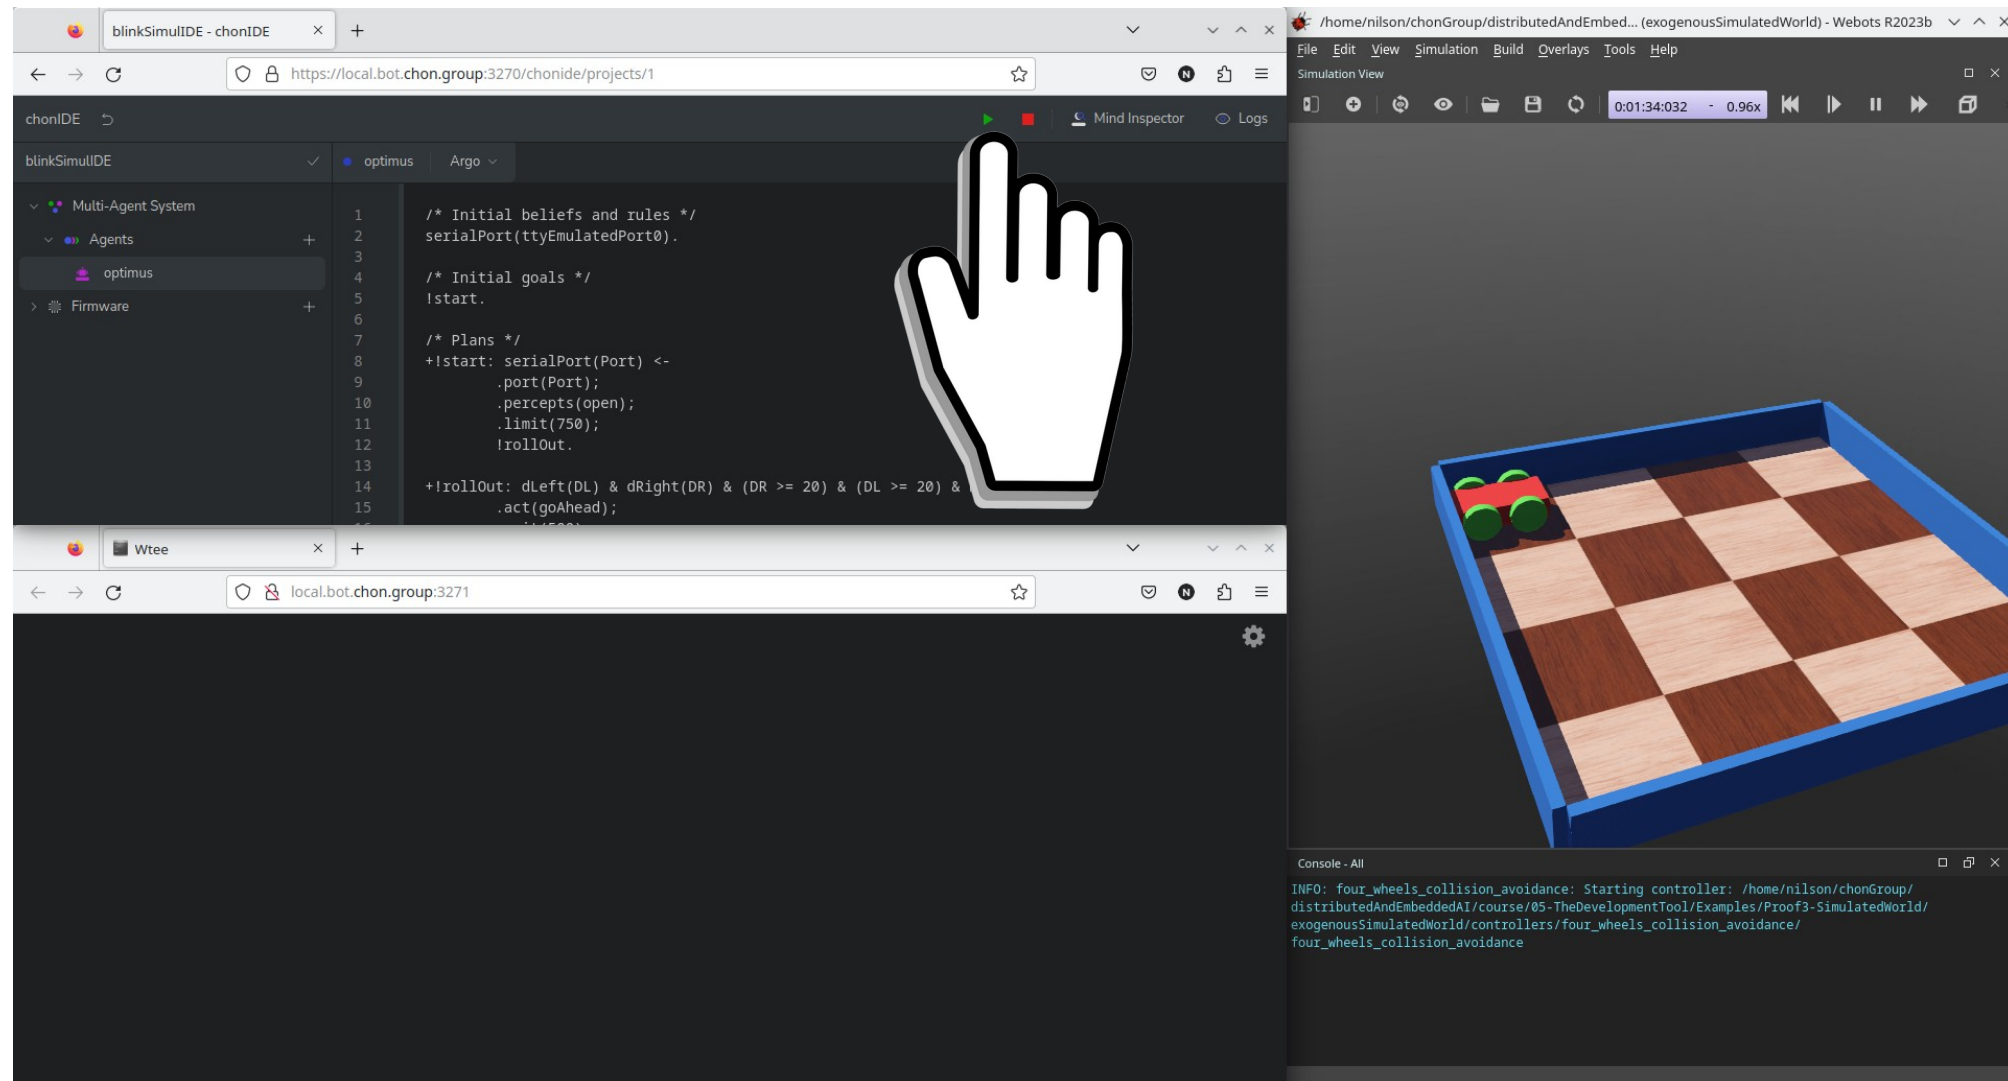 blinkSimulIDE - chonIDE
https://local.bot.chon.group:3270/chonide/projects/1
chonIDE
Mind Inspector
Logs
blinkSimulIDE
optimus
Argo
Multi-Agent System
Agents
optimus
Firmware
1 /* Initial beliefs and rules */
2 serialPort(ttyEmulatedPort0).
3
4 /* Initial goals */
5 !start.
6
7 /* Plans */
8 +!start: serialPort(Port) <-
9 .port(Port);
10 .percepts(open);
11 .limit(750);
12 !rollOut.
13
14 +!rollOut: dLeft(DL) & dRight(DR) & (DR >= 20) & (DL >= 20) &
15 .act(goAhead);
Wtee
local.bot.chon.group:3271
/home/nilson/chonGroup/distributedAndEmbed... (exogenousSimulatedWorld) - Webots R2023b
File Edit View Simulation Build Overlays Tools Help
Simulation View
0:01:34:032 - 0.96x
Console - All
INFO: four_wheels_collision_avoidance: Starting controller: /home/nilson/chonGroup/
distributedAndEmbeddedAI/course/05-TheDevelopmentTool/Examples/Proof3-SimulatedWorld/
exogenousSimulatedWorld/controllers/four_wheels_collision_avoidance/
four_wheels_collision_avoidance